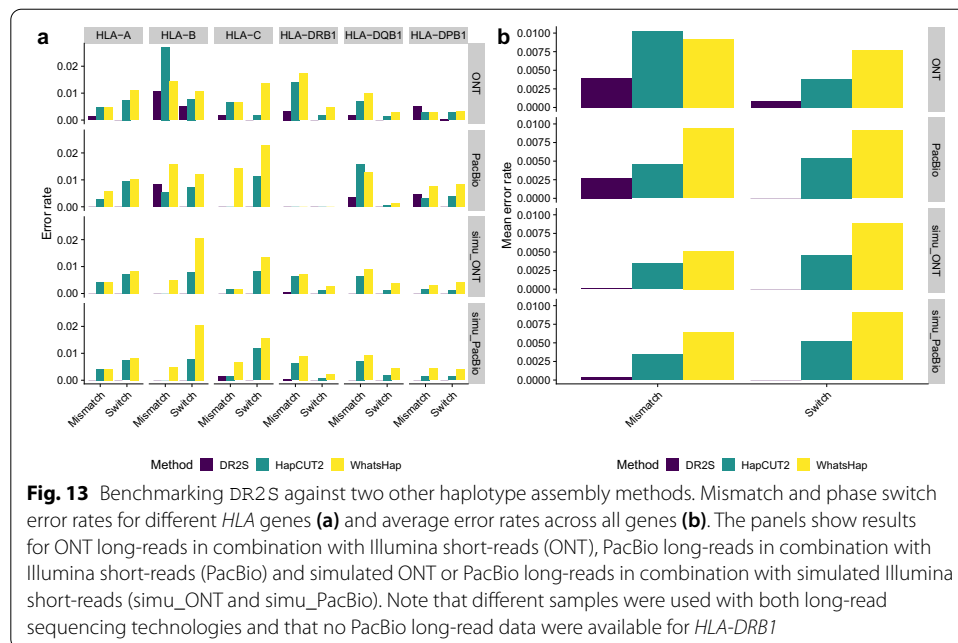 a
HLA-A HLA-B HLA-C HLA-DRB1 HLA-DQB1 HLA-DPB1
Error rate
0.02
0.01
0.00
ONT
0.02
0.01
0.00
PacBio
0.02
0.01
0.00
simu_ONT
0.02
0.01
0.00
simu_PacBio
Mismatch Switch Mismatch Switch Mismatch Switch Mismatch Switch Mismatch Switch Mismatch Switch
Method DR2S HapCUT2 WhatsHap
b
Mean error rate
0.0100
0.0075
0.0050
0.0025
0.0000
ONT
0.0100
0.0075
0.0050
0.0025
0.0000
PacBio
0.0100
0.0075
0.0050
0.0025
0.0000
simu_ONT
0.0100
0.0075
0.0050
0.0025
0.0000
simu_PacBio
Mismatch Switch
Method DR2S HapCUT2 WhatsHap
Fig. 13 Benchmarking DR2S against two other haplotype assembly methods. Mismatch and phase switch
error rates for different HLA genes (a) and average error rates across all genes (b). The panels show results
for ONT long-reads in combination with Illumina short-reads (ONT), PacBio long-reads in combination with
Illumina short-reads (PacBio) and simulated ONT or PacBio long-reads in combination with simulated Illumina
short-reads (simu_ONT and simu_PacBio). Note that different samples were used with both long-read
sequencing technologies and that no PacBio long-read data were available for HLA-DRB1